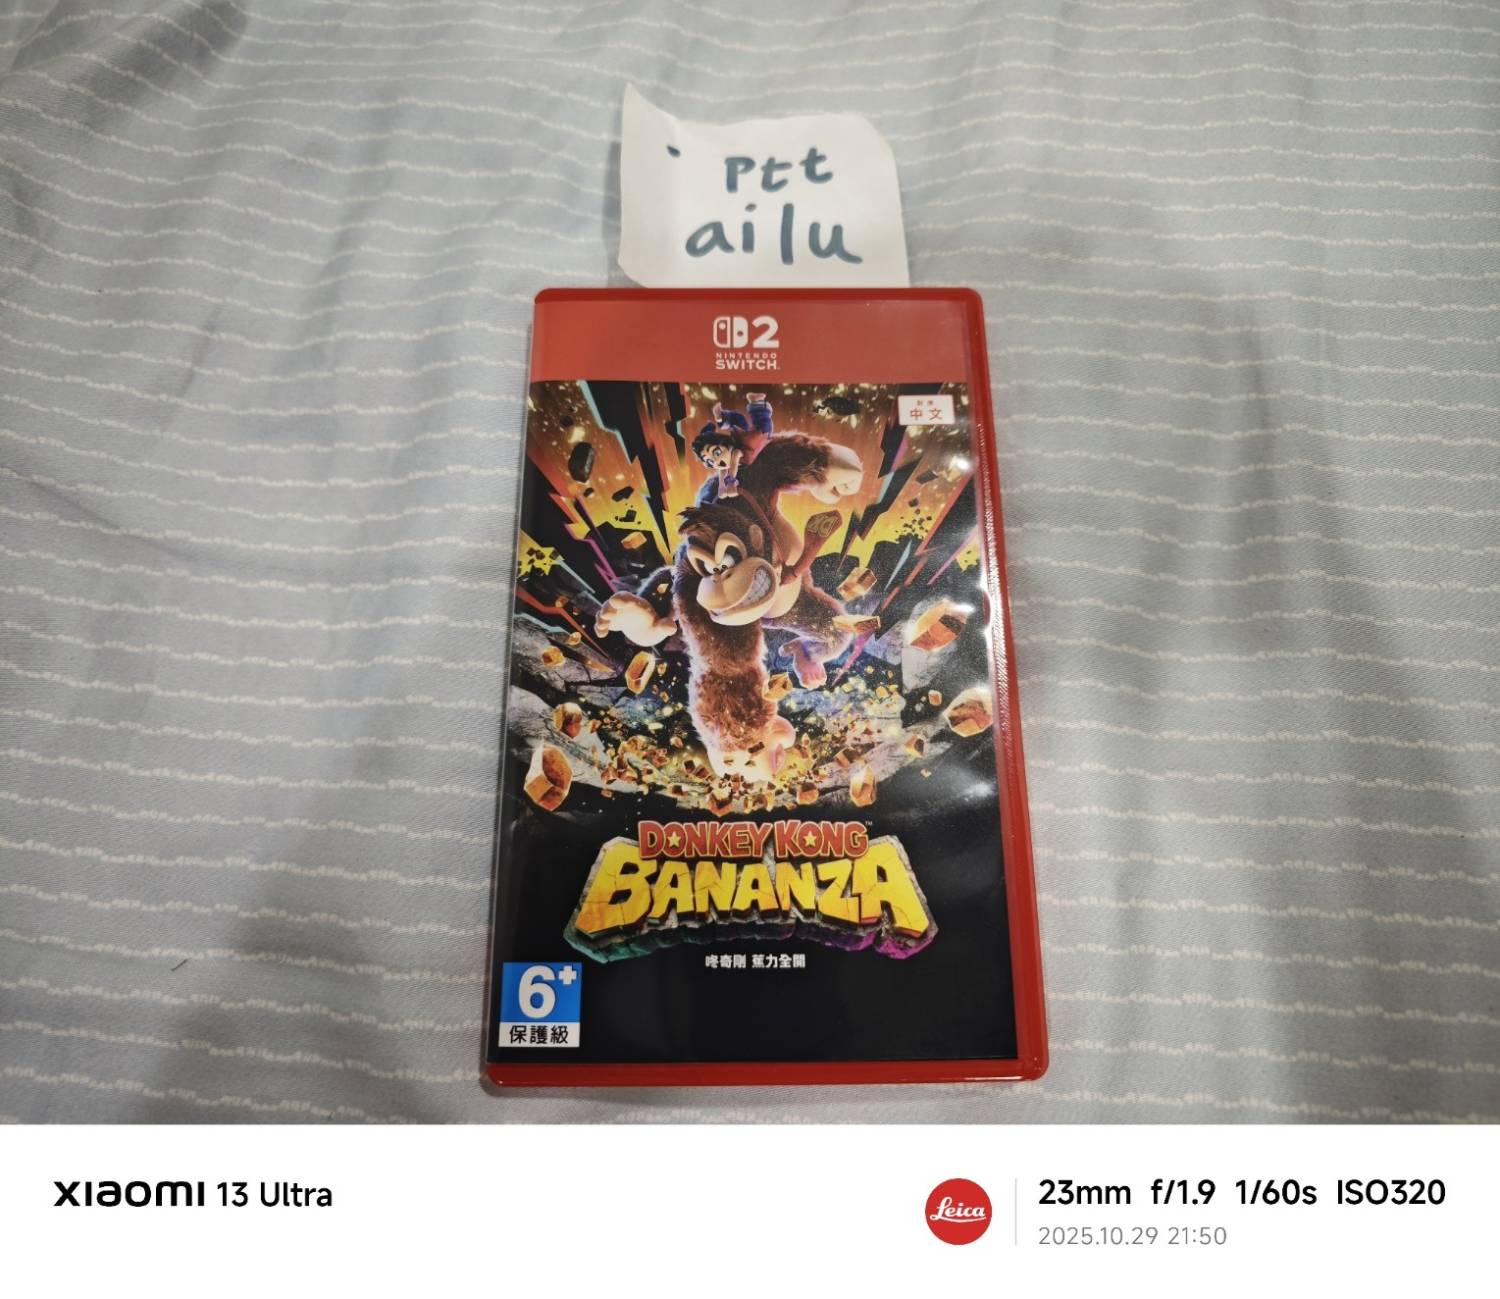 Ptt
ailu
2
NINTENDO
SWITCH
中文
DONKEY KONG™
BANANZA
咚奇剛 蕉力全開
6+
保護級
XIAOMI 13 Ultra
Leica
23mm f/1.9 1/60s ISO320
2025.10.29 21:50